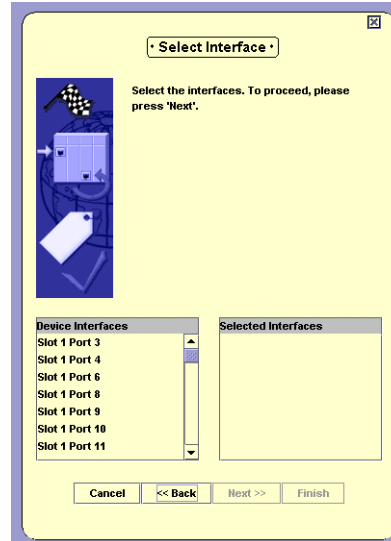 · Select Interface ·
Select the interfaces. To proceed, please
press 'Next'.
Device Interfaces
Slot 1 Port 3
Slot 1 Port 4
Slot 1 Port 6
Slot 1 Port 8
Slot 1 Port 9
Slot 1 Port 10
Slot 1 Port 11
Selected Interfaces
Cancel
<< Back
Next >>
Finish